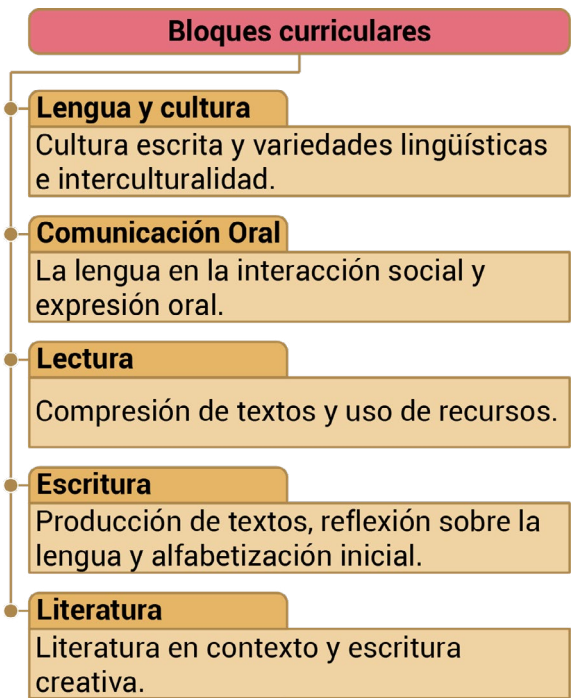 Bloques curriculares
Lengua y cultura
Cultura escrita y variedades lingüísticas
e interculturalidad.
Comunicación Oral
La lengua en la interacción social y
expresión oral.
Lectura
Compresión de textos y uso de recursos.
Escritura
Producción de textos, reflexión sobre la
lengua y alfabetización inicial.
Literatura
Literatura en contexto y escritura
creativa.